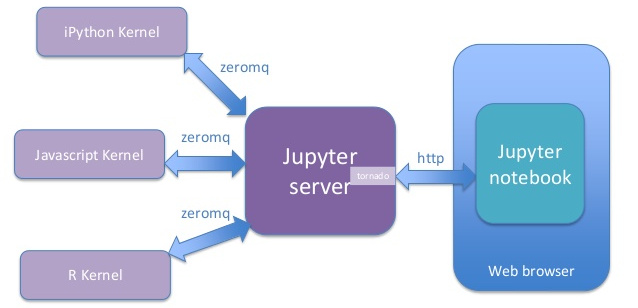 iPython Kernel
zeromq
Javascript Kernel
zeromq
Jupyter
server
tornado
http
Jupyter
notebook
zeromq
R Kernel
Web browser